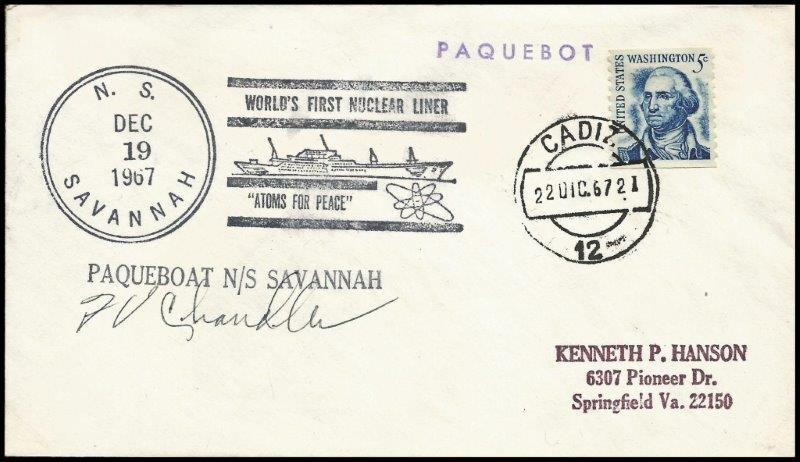 PAQUEBOT
UNITED STATES
WASHINGTON 5c
N. S.
DEC
19
1967
SAVANNAH
WORLD'S FIRST NUCLEAR LINER
"ATOMS FOR PEACE"
CADIZ
22 DIC. 67 21
12
PAQUEBOAT N/S SAVANNAH
Chandler
KENNETH P. HANSON
6307 Pioneer Dr.
Springfield Va. 22150